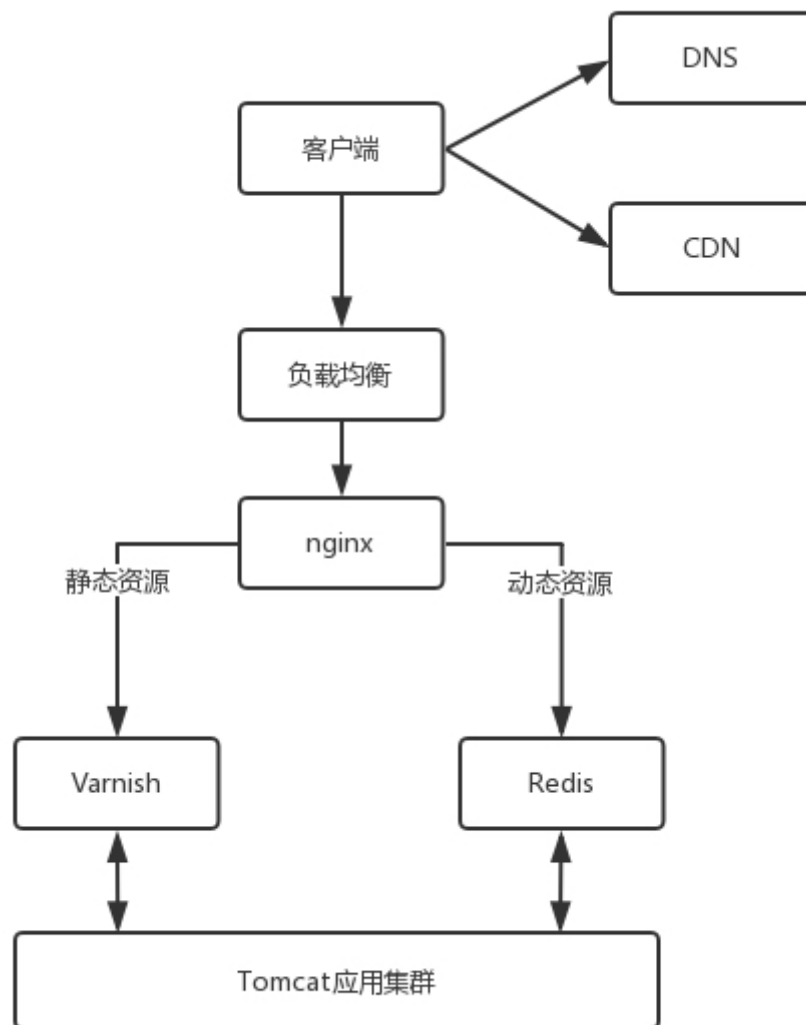 DNS
客户端
CDN
负载均衡
nginx
静态资源
动态资源
Varnish
Redis
Tomcat应用集群